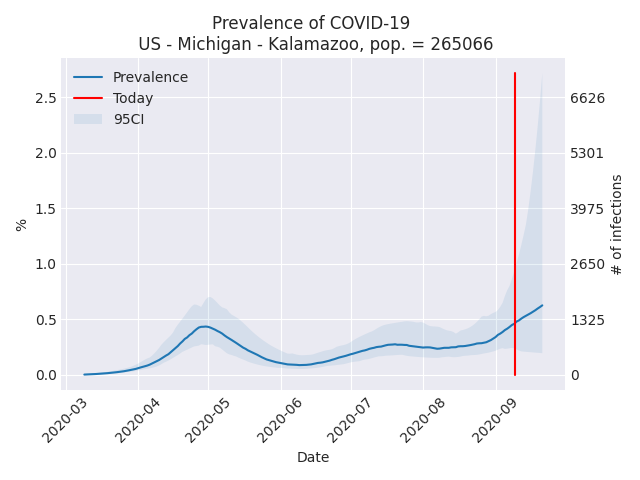 Prevalence of COVID-19
US - Michigan - Kalamazoo, pop. = 265066
Prevalence
Today
95CI
2.5
2.0
1.5
1.0
0.5
0.0
%
6626
5301
3975
2650
1325
0
# of infections
2020-03
2020-04
2020-05
2020-06
2020-07
2020-08
2020-09
Date